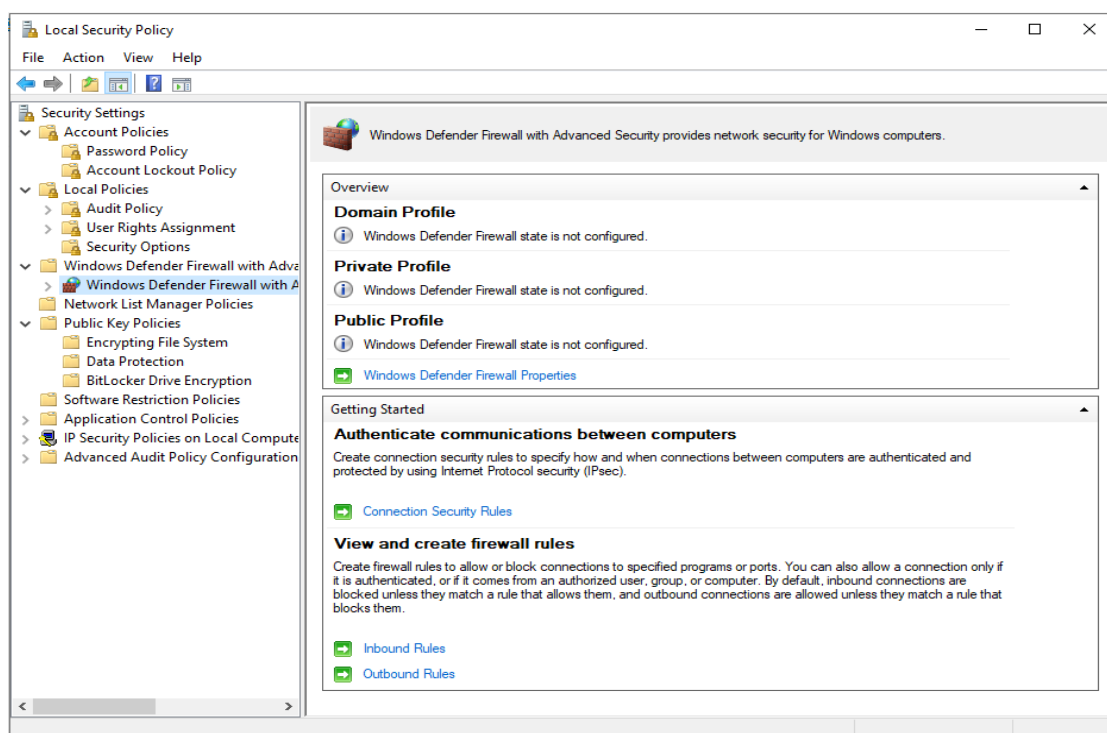 Local Security Policy
File Action View Help
Security Settings
Account Policies
Password Policy
Account Lockout Policy
Local Policies
Audit Policy
User Rights Assignment
Security Options
Windows Defender Firewall with Adva
Windows Defender Firewall with A
Network List Manager Policies
Public Key Policies
Encrypting File System
Data Protection
BitLocker Drive Encryption
Software Restriction Policies
Application Control Policies
IP Security Policies on Local Compute
Advanced Audit Policy Configuration
Windows Defender Firewall with Advanced Security provides network security for Windows computers.
Overview
Domain Profile
Windows Defender Firewall state is not configured.
Private Profile
Windows Defender Firewall state is not configured.
Public Profile
Windows Defender Firewall state is not configured.
Windows Defender Firewall Properties
Getting Started
Authenticate communications between computers
Create connection security rules to specify how and when connections between computers are authenticated and
protected by using Internet Protocol security (IPsec).
Connection Security Rules
View and create firewall rules
Create firewall rules to allow or block connections to specified programs or ports. You can also allow a connection only if
it is authenticated, or if it comes from an authorized user, group, or computer. By default, inbound connections are
blocked unless they match a rule that allows them, and outbound connections are allowed unless they match a rule that
blocks them.
Inbound Rules
Outbound Rules